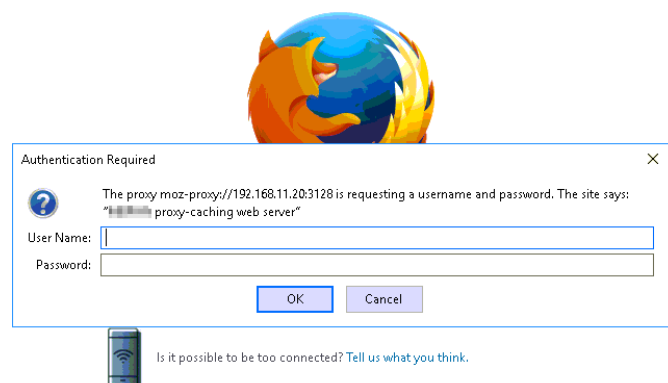 Authentication Required
The proxy moz-proxy://192.168.11.20:3128 is requesting a username and password. The site says:
" proxy-caching web server"
User Name:
Password:
OK Cancel
Is it possible to be too connected? Tell us what you think.